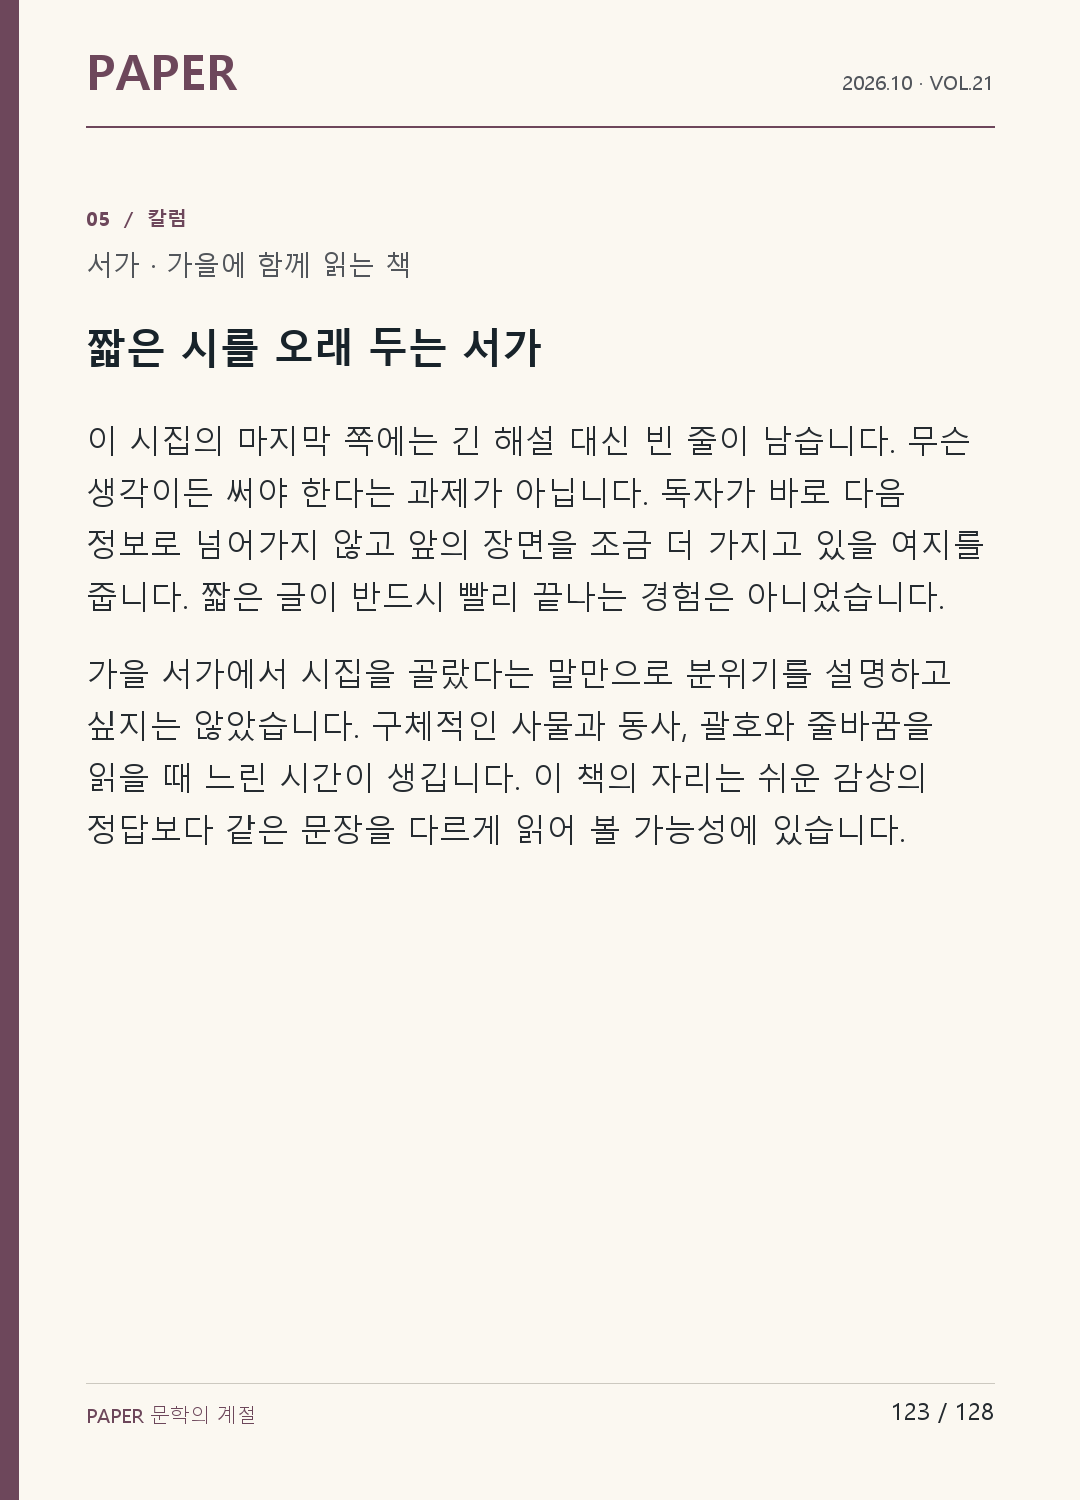 PAPER
2026.10 · VOL.21
05 / 칼럼
서가 · 가을에 함께 읽는 책
짧은 시를 오래 두는 서가
이 시집의 마지막 쪽에는 긴 해설 대신 빈 줄이 남습니다. 무슨
생각이든 써야 한다는 과제가 아닙니다. 독자가 바로 다음
정보로 넘어가지 않고 앞의 장면을 조금 더 가지고 있을 여지를
줍니다. 짧은 글이 반드시 빨리 끝나는 경험은 아니었습니다.
가을 서가에서 시집을 골랐다는 말만으로 분위기를 설명하고
싶지는 않았습니다. 구체적인 사물과 동사, 괄호와 줄바꿈을
읽을 때 느린 시간이 생깁니다. 이 책의 자리는 쉬운 감상의
정답보다 같은 문장을 다르게 읽어 볼 가능성에 있습니다.
PAPER 문학의 계절
123 / 128